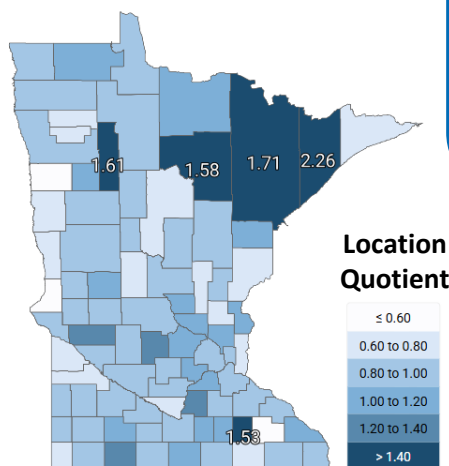 1.61
1.58
1.71
2.26
1.53
Location
Quotient
≤ 0.60
0.60 to 0.80
0.80 to 1.00
1.00 to 1.20
1.20 to 1.40
> 1.40